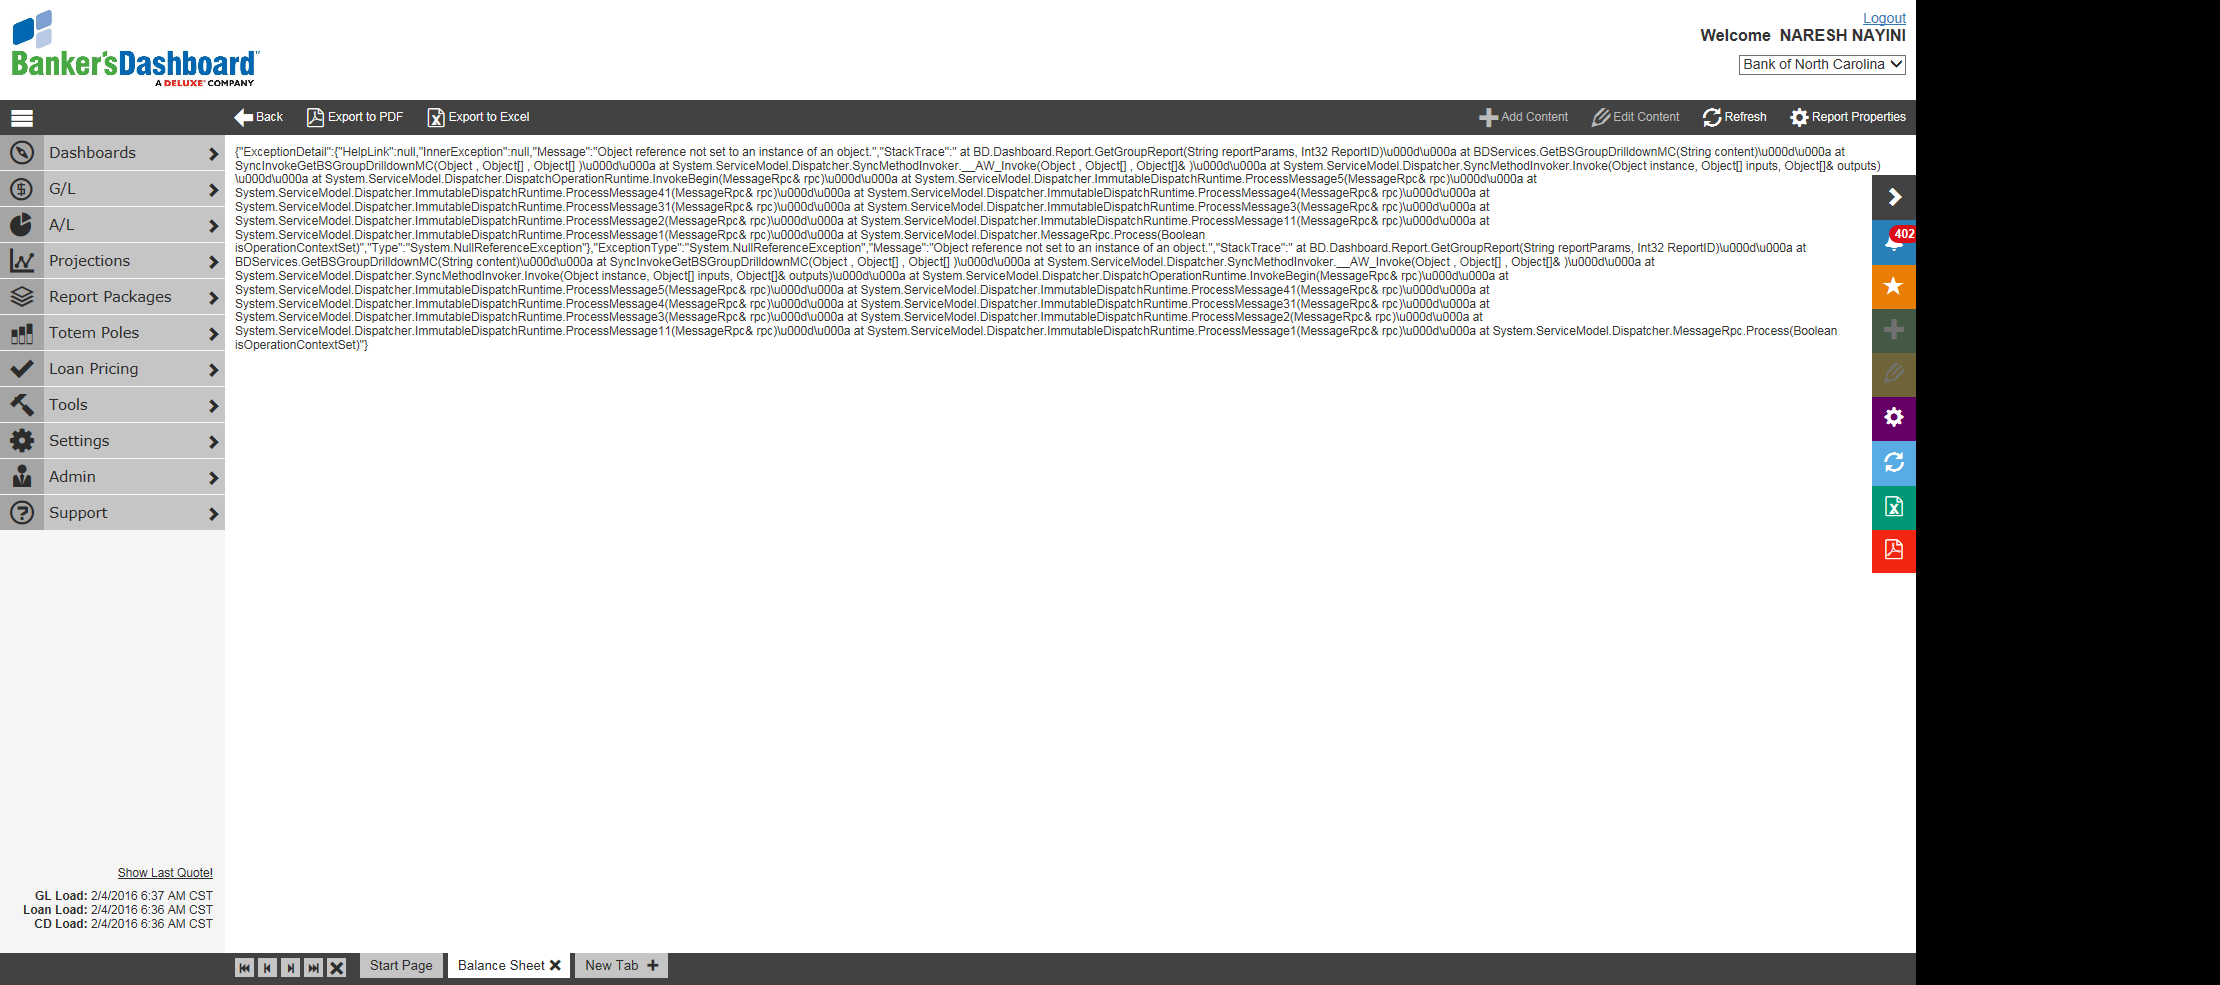 Logout
Banker'sDashboard
A DELUXE COMPANY
Welcome NARESH NAYINI
Bank of North Carolina
Back
Export to PDF
Export to Excel
Add Content
Edit Content
Refresh
Report Properties
Dashboards
G/L
A/L
Projections
Report Packages
Totem Poles
Loan Pricing
Tools
Settings
Admin
Support
{"ExceptionDetail":{"HelpLink":null,"InnerException":null,"Message":"Object reference not set to an instance of an object.","StackTrace":" at BD.Dashboard.Report.GetGroupReport(String reportParams, Int32 ReportID)\u000d\u000a at BDServices.GetBSGroupDrilldownMC(String content)\u000d\u000a at
SyncInvokeGetBSGroupDrilldownMC(Object , Object[] , Object[] )\u000d\u000a at System.ServiceModel.Dispatcher.SyncMethodInvoker.__AW_Invoke(Object , Object[] , Object[]& )\u000d\u000a at System.ServiceModel.Dispatcher.SyncMethodInvoker.Invoke(Object instance, Object[] inputs, Object[]& outputs)
\u000d\u000a at System.ServiceModel.Dispatcher.DispatchOperationRuntime.InvokeBegin(MessageRpc& rpc)\u000d\u000a at System.ServiceModel.Dispatcher.ImmutableDispatchRuntime.ProcessMessage5(MessageRpc& rpc)\u000d\u000a at
System.ServiceModel.Dispatcher.ImmutableDispatchRuntime.ProcessMessage41(MessageRpc& rpc)\u000d\u000a at System.ServiceModel.Dispatcher.ImmutableDispatchRuntime.ProcessMessage4(MessageRpc& rpc)\u000d\u000a at
System.ServiceModel.Dispatcher.ImmutableDispatchRuntime.ProcessMessage31(MessageRpc& rpc)\u000d\u000a at System.ServiceModel.Dispatcher.ImmutableDispatchRuntime.ProcessMessage3(MessageRpc& rpc)\u000d\u000a at
System.ServiceModel.Dispatcher.ImmutableDispatchRuntime.ProcessMessage2(MessageRpc& rpc)\u000d\u000a at System.ServiceModel.Dispatcher.ImmutableDispatchRuntime.ProcessMessage11(MessageRpc& rpc)\u000d\u000a at
System.ServiceModel.Dispatcher.ImmutableDispatchRuntime.ProcessMessage1(MessageRpc& rpc)\u000d\u000a at System.ServiceModel.Dispatcher.MessageRpc.Process(Boolean
isOperationContextSet)","Type":"System.NullReferenceException"},"ExceptionType":"System.NullReferenceException","Message":"Object reference not set to an instance of an object.","StackTrace":" at BD.Dashboard.Report.GetGroupReport(String reportParams, Int32 ReportID)\u000d\u000a at
BDServices.GetBSGroupDrilldownMC(String content)\u000d\u000a at SyncInvokeGetBSGroupDrilldownMC(Object , Object[] , Object[] )\u000d\u000a at System.ServiceModel.Dispatcher.SyncMethodInvoker.__AW_Invoke(Object , Object[] , Object[]& )\u000d\u000a at
System.ServiceModel.Dispatcher.SyncMethodInvoker.Invoke(Object instance, Object[] inputs, Object[]& outputs)\u000d\u000a at System.ServiceModel.Dispatcher.DispatchOperationRuntime.InvokeBegin(MessageRpc& rpc)\u000d\u000a at
System.ServiceModel.Dispatcher.ImmutableDispatchRuntime.ProcessMessage5(MessageRpc& rpc)\u000d\u000a at System.ServiceModel.Dispatcher.ImmutableDispatchRuntime.ProcessMessage41(MessageRpc& rpc)\u000d\u000a at
System.ServiceModel.Dispatcher.ImmutableDispatchRuntime.ProcessMessage4(MessageRpc& rpc)\u000d\u000a at System.ServiceModel.Dispatcher.ImmutableDispatchRuntime.ProcessMessage31(MessageRpc& rpc)\u000d\u000a at
System.ServiceModel.Dispatcher.ImmutableDispatchRuntime.ProcessMessage3(MessageRpc& rpc)\u000d\u000a at System.ServiceModel.Dispatcher.ImmutableDispatchRuntime.ProcessMessage2(MessageRpc& rpc)\u000d\u000a at
System.ServiceModel.Dispatcher.ImmutableDispatchRuntime.ProcessMessage11(MessageRpc& rpc)\u000d\u000a at System.ServiceModel.Dispatcher.ImmutableDispatchRuntime.ProcessMessage1(MessageRpc& rpc)\u000d\u000a at System.ServiceModel.Dispatcher.MessageRpc.Process(Boolean
isOperationContextSet)"}
402
Show Last Quote!
GL Load: 2/4/2016 6:37 AM CST
Loan Load: 2/4/2016 6:36 AM CST
CD Load: 2/4/2016 6:36 AM CST
Start Page
Balance Sheet
New Tab